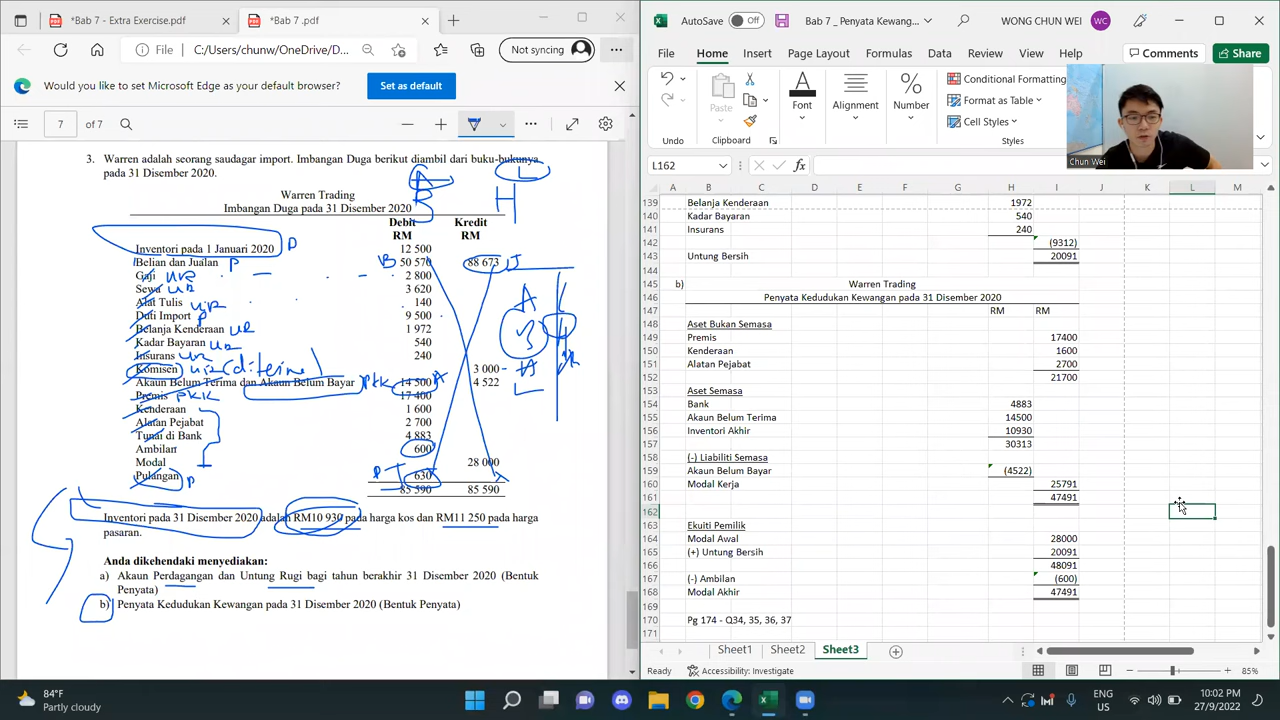 *Bab 7 - Extra Exercise.pdf
*Bab 7 .pdf
File
C:/Users/chunw/OneDrive/D...
Not syncing
Would you like to set Microsoft Edge as your default browser?
Set as default
7 of 7
3. Warren adalah seorang saudagar import. Imbangan Duga berikut diambil dari buku-bukunya
pada 31 Disember 2020.
Warren Trading
Imbangan Duga pada 31 Disember 2020
Debit Kredit
RM RM
Inventori pada 1 Januari 2020 12 500
Belian dan Jualan 50 570 88 673
Gaji 2 800
Sewa 3 620
Alat Tulis 140
Duti Import 9 500
Belanja Kenderaan 1 972
Kadar Bayaran 540
Insurans 240
Komisen 3 000
Akaun Belum Terima dan Akaun Belum Bayar 14 500 4 522
Premis 17 400
Kenderaan 1 600
Alatan Pejabat 2 700
Tunai di Bank 4 883
Ambilan 600
Modal 28 000
Pulangan 630
85 590 85 590
Inventori pada 31 Disember 2020 adalah RM10 930 pada harga kos dan RM11 250 pada harga
pasaran.
Anda dikehendaki menyediakan:
a) Akaun Perdagangan dan Untung Rugi bagi tahun berakhir 31 Disember 2020 (Bentuk
Penyata)
b) Penyata Kedudukan Kewangan pada 31 Disember 2020 (Bentuk Penyata)
AutoSave Off Bab 7 _ Penyata Kewang... WONG CHUN WEI WC
File Home Insert Page Layout Formulas Data Review View Help Comments Share
Undo
Paste
Clipboard
Font
Alignment
Number
Conditional Formatting
Format as Table
Cell Styles
Styles
Chun Wei
L162 fx
A B C D E F G H I J K L M
139 Belanja Kenderaan 1972
140 Kadar Bayaran 540
141 Insurans 240
142 (9312)
143 Untung Bersih 20091
144
145 b) Warren Trading
146 Penyata Kedudukan Kewangan pada 31 Disember 2020
147 RM RM
148 Aset Bukan Semasa
149 Premis 17400
150 Kenderaan 1600
151 Alatan Pejabat 2700
152 21700
153 Aset Semasa
154 Bank 4883
155 Akaun Belum Terima 14500
156 Inventori Akhir 10930
157 30313
158 (-) Liabiliti Semasa
159 Akaun Belum Bayar (4522)
160 Modal Kerja 25791
161 47491
162
163 Ekuiti Pemilik
164 Modal Awal 28000
165 (+) Untung Bersih 20091
166 48091
167 (-) Ambilan (600)
168 Modal Akhir 47491
169
170 Pg 174 - Q34, 35, 36, 37
171
Sheet1 Sheet2 Sheet3
Ready Accessibility: Investigate 85%
84°F
Partly cloudy
ENG
US
10:02 PM
27/9/2022